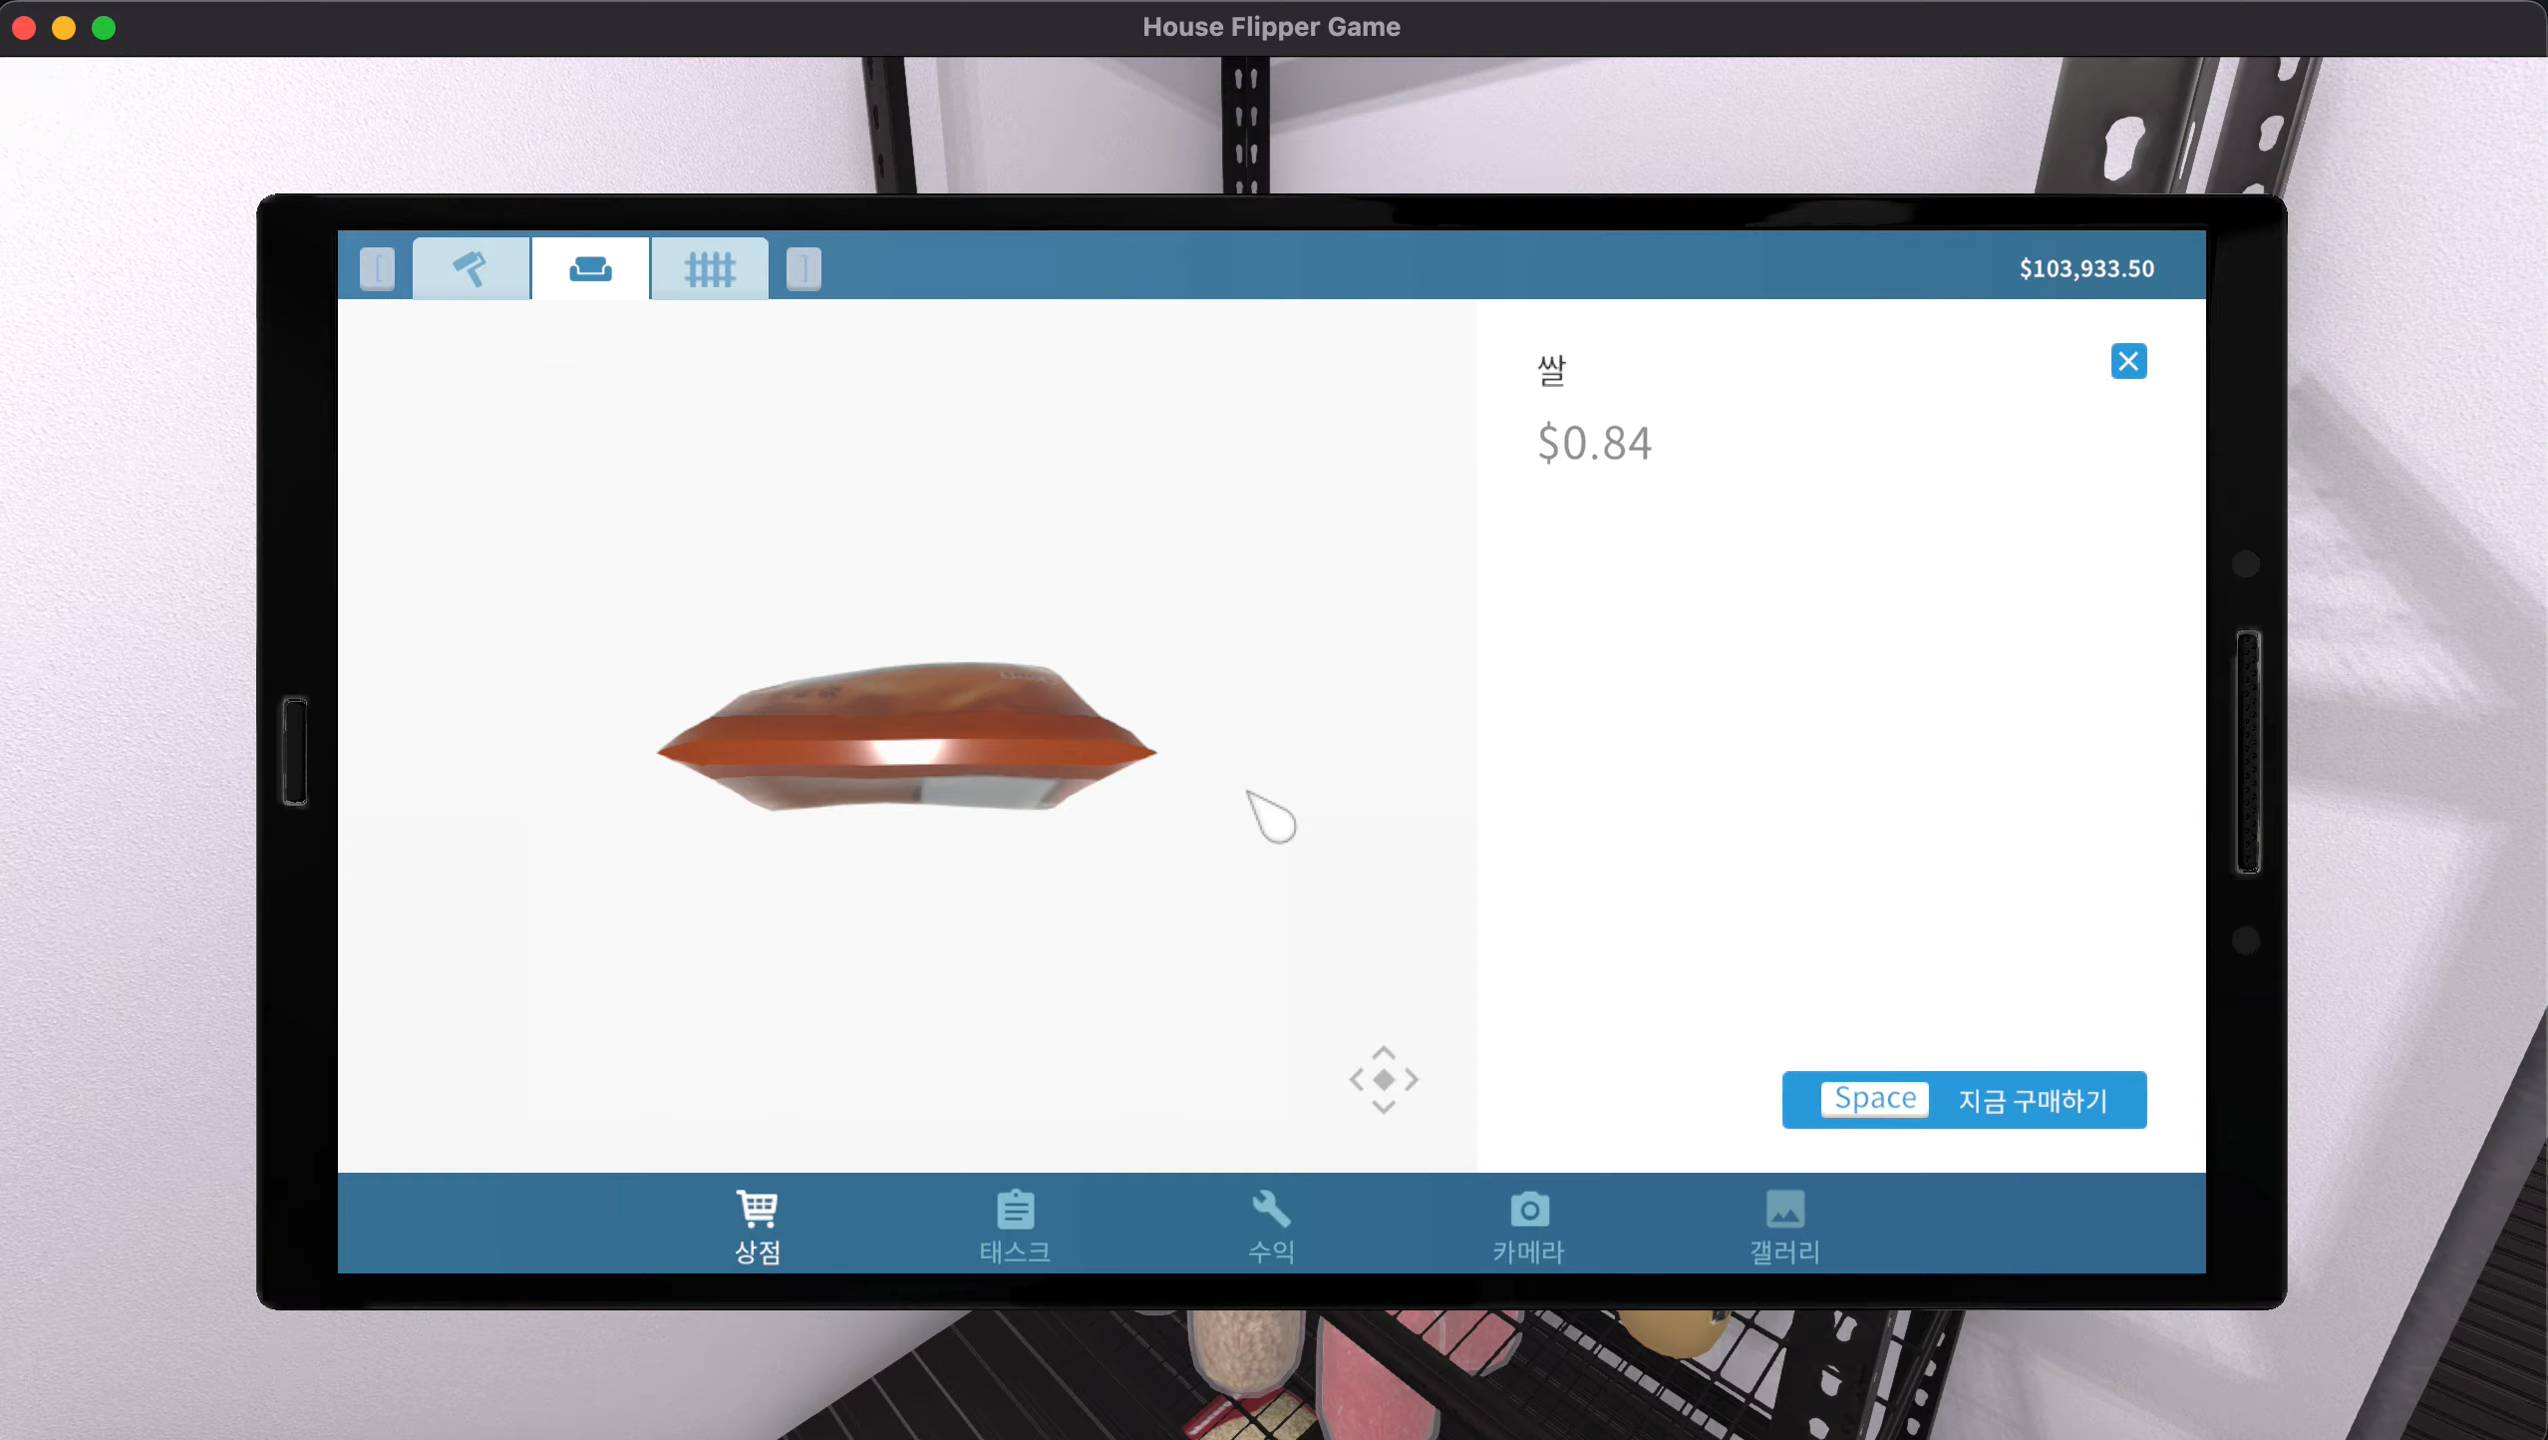 House Flipper Game
[
]
$103,933.50
쌀
$0.84
Space 지금 구매하기
상점
태스크
수익
카메라
갤러리